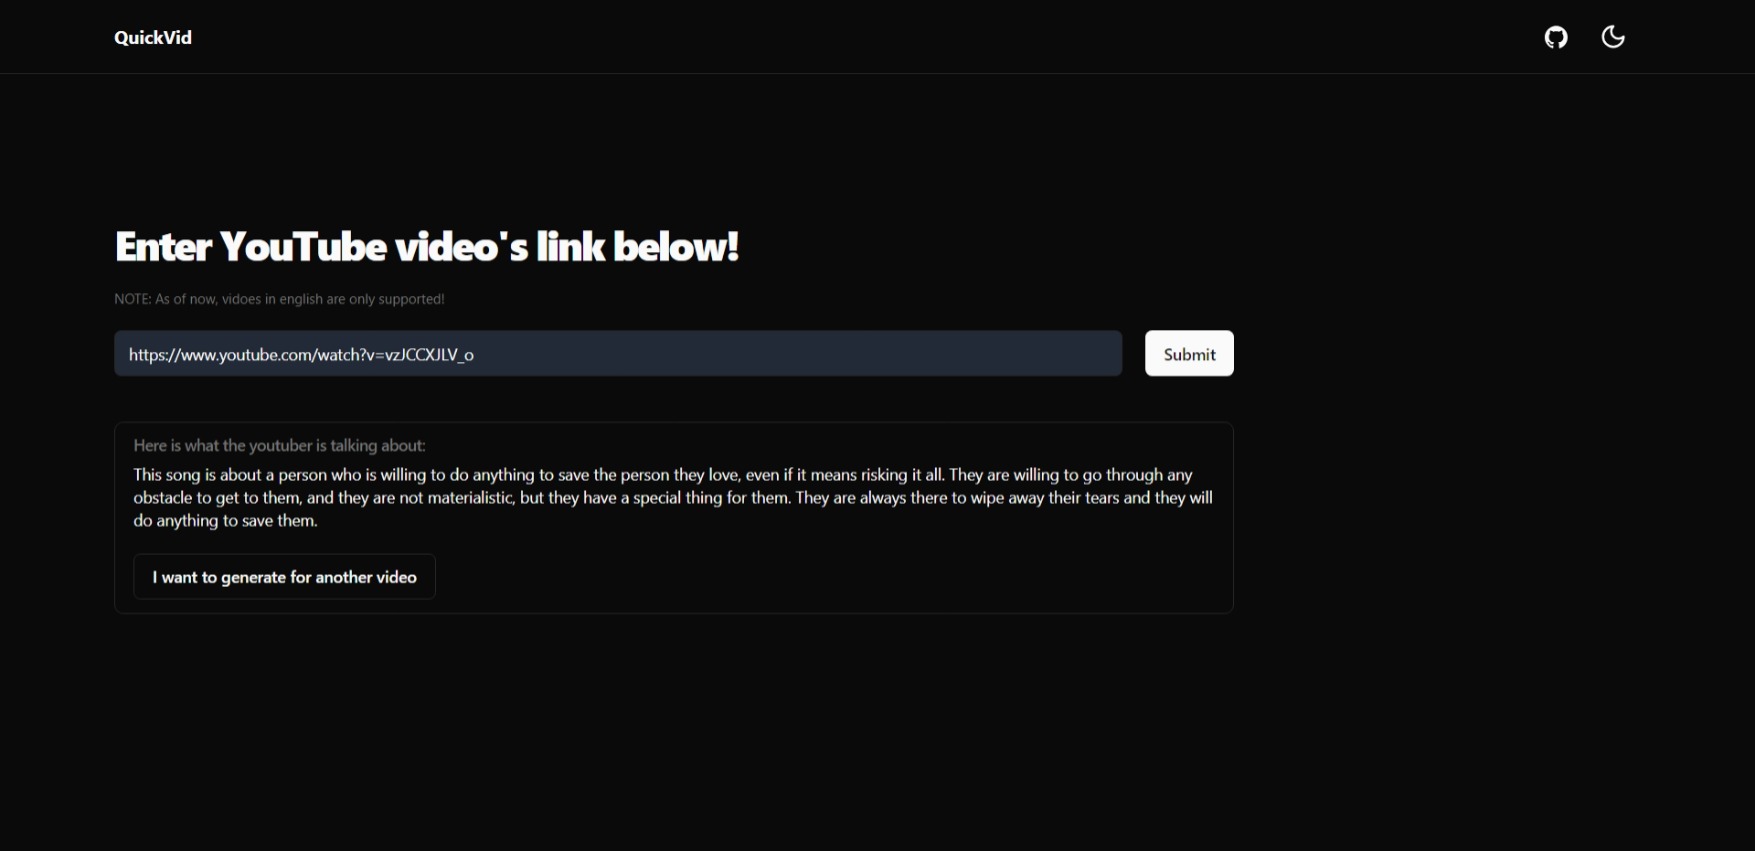 QuickVid
Enter YouTube video's link below!
NOTE: As of now, vidoes in english are only supported!
https://www.youtube.com/watch?v=vzJCCXJLV_o
Submit
Here is what the youtuber is talking about:
This song is about a person who is willing to do anything to save the person they love, even if it means risking it all. They are willing to go through any
obstacle to get to them, and they are not materialistic, but they have a special thing for them. They are always there to wipe away their tears and they will
do anything to save them.
I want to generate for another video